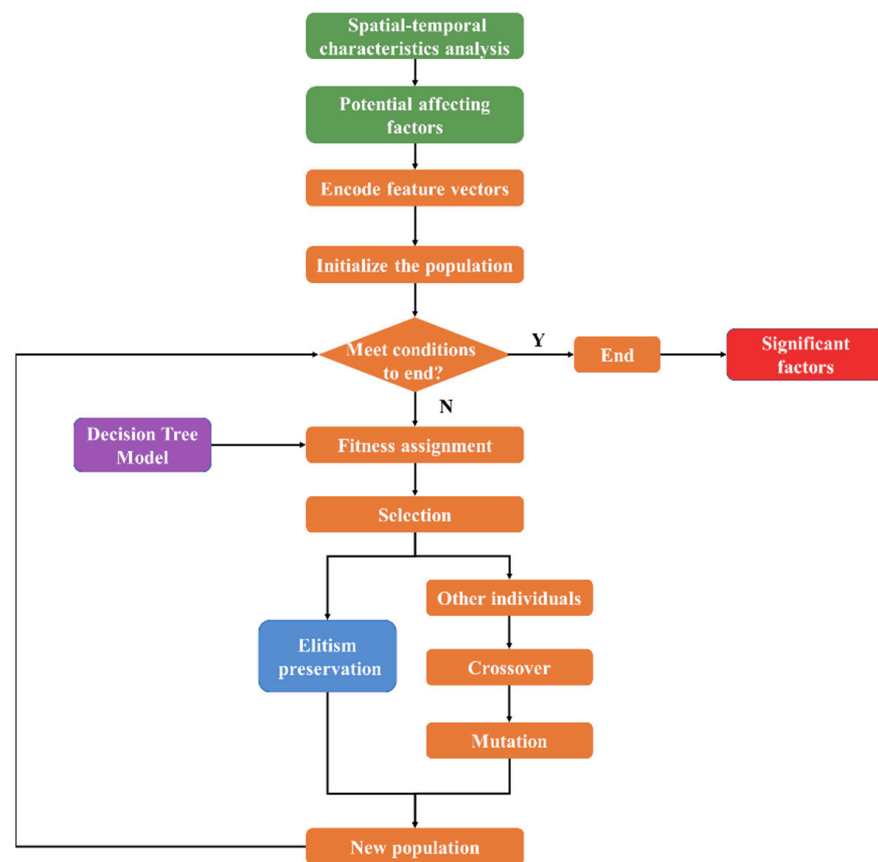 Spatial-temporal
characteristics analysis
Potential affecting
factors
Encode feature vectors
Initialize the population
Meet conditions
to end?
Y
End
Significant
factors
N
Decision Tree
Model
Fitness assignment
Selection
Other individuals
Elitism
preservation
Crossover
Mutation
New population